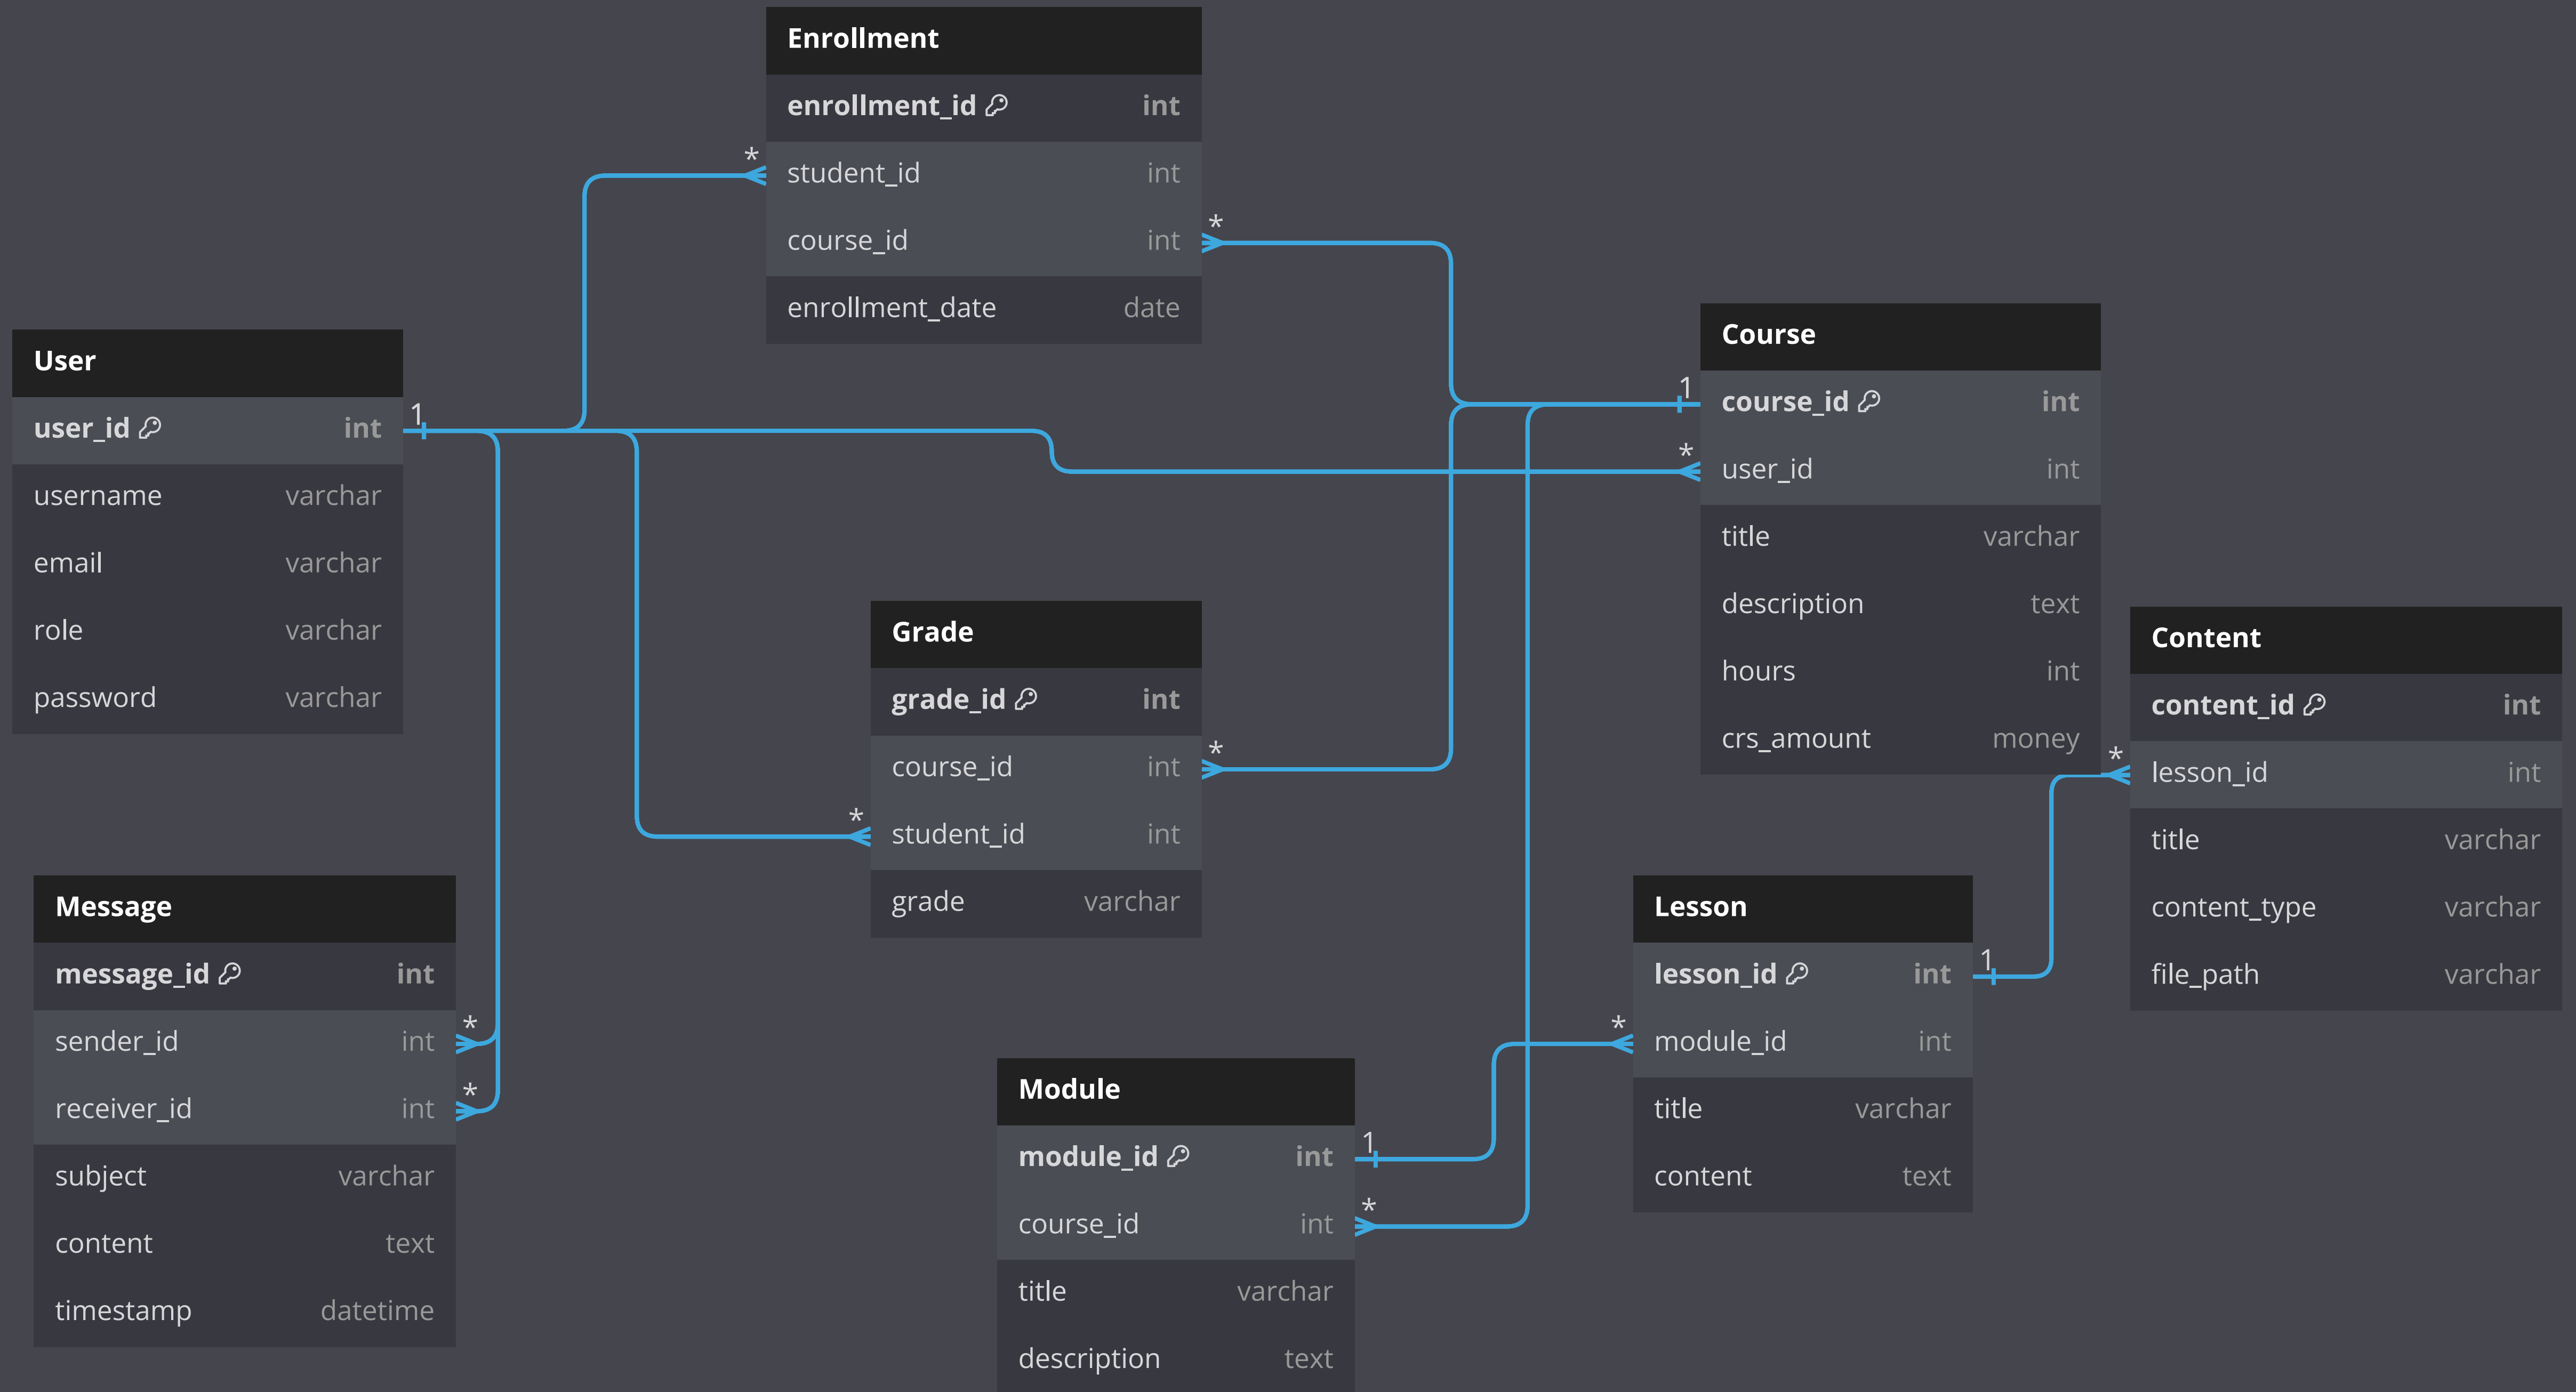 Enrollment
enrollment_id int
* student_id int
course_id int *
enrollment_date date
User
user_id int 1
username varchar
email varchar
role varchar
password varchar
Course
1 course_id int
* user_id int
title varchar
description text
hours int
crs_amount money
Grade
grade_id int
course_id int *
* student_id int
grade varchar
Content
content_id int
* lesson_id int
title varchar
content_type varchar
file_path varchar
Message
message_id int
sender_id int *
receiver_id int *
subject varchar
content text
timestamp datetime
Lesson
lesson_id int 1
* module_id int
title varchar
content text
Module
module_id int 1
course_id int *
title varchar
description text